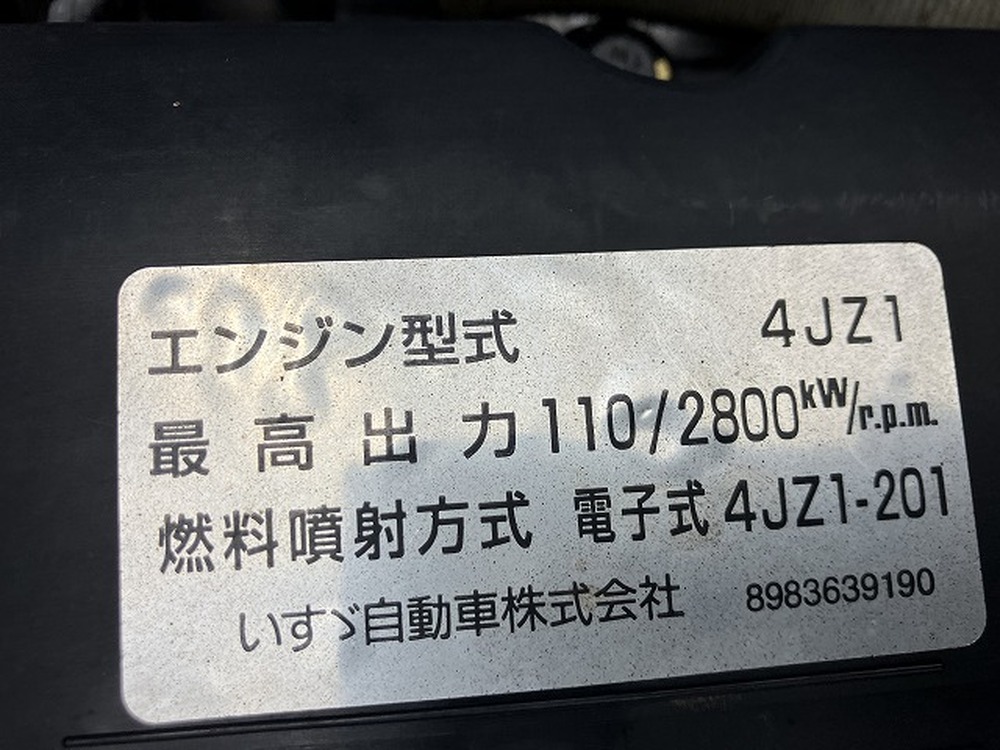 エンジン型式 4JZ1
最高出力 110/2800kW/r.p.m.
燃料噴射方式 電子式 4JZ1-201
いすゞ自動車株式会社 8983639190